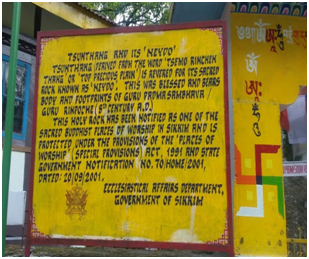 TSUNTHANG AND ITS 'NEYDO'
TSUNTHANG DERIVED FROM THE WORD "TSEMO RINCHEN
THANG OR 'TOP PRECIOUS PLAIN' IS REVERED FOR ITS SACRED
ROCK KNOWN AS 'NEYDO'. THIS WAS BLESSED AND BEARS
BODY AND FOOTPRINTS OF GURU PADMASAMBHAVA /
GURU RINPOCHE (8TH CENTURY A.D.)
THIS HOLY ROCK HAS BEEN NOTIFIED AS ONE OF THE
SACRED BUDDHIST PLACES OF WORSHIP IN SIKKIM AND IS
PROTECTED UNDER THE PROVISIONS OF THE 'PLACES OF
WORSHIP' (SPECIAL PROVISIONS) ACT, 1991 AND STATE
GOVERNMENT NOTIFICATION NO. 70/HOME/2001,
DATED: 20/09/2001.
ECCLESIASTICAL AFFAIRS DEPARTMENT,
GOVERNMENT OF SIKKIM
ཨོཾ
ཨཱཿ
ཧཱུྃ